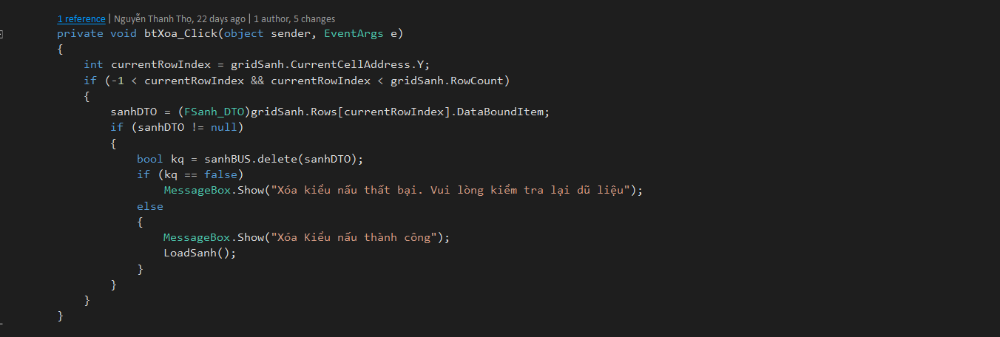 1 reference | Nguyễn Thanh Thọ, 22 days ago | 1 author, 5 changes
private void btXoa_Click(object sender, EventArgs e)
{
int currentRowIndex = gridSanh.CurrentCellAddress.Y;
if (-1 < currentRowIndex && currentRowIndex < gridSanh.RowCount)
{
sanhDTO = (FSanh_DTO)gridSanh.Rows[currentRowIndex].DataBoundItem;
if (sanhDTO != null)
{
bool kq = sanhBUS.delete(sanhDTO);
if (kq == false)
MessageBox.Show("Xóa kiểu nấu thất bại. Vui lòng kiểm tra lại dũ liệu");
else
{
MessageBox.Show("Xóa Kiểu nấu thành công");
LoadSanh();
}
}
}
}